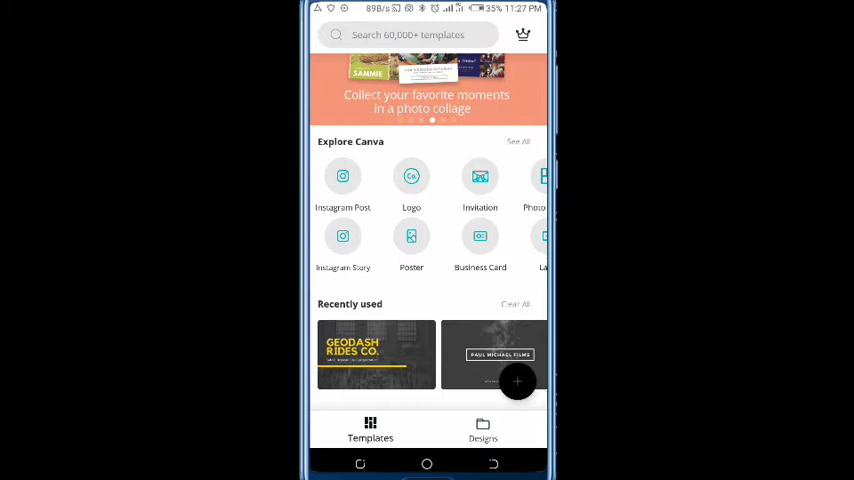 89B/s 35% 11:27 PM
Search 60,000+ templates
SAMMIE
Collect your favorite moments
in a photo collage
Explore Canva
See All
Co.
Instagram Post
Logo
Invitation
Photo
Instagram Story
Poster
Business Card
La
Recently used
Clear All
GEODASH
RIDES CO.
PAUL MICHAEL FILMS
+
Templates
Designs